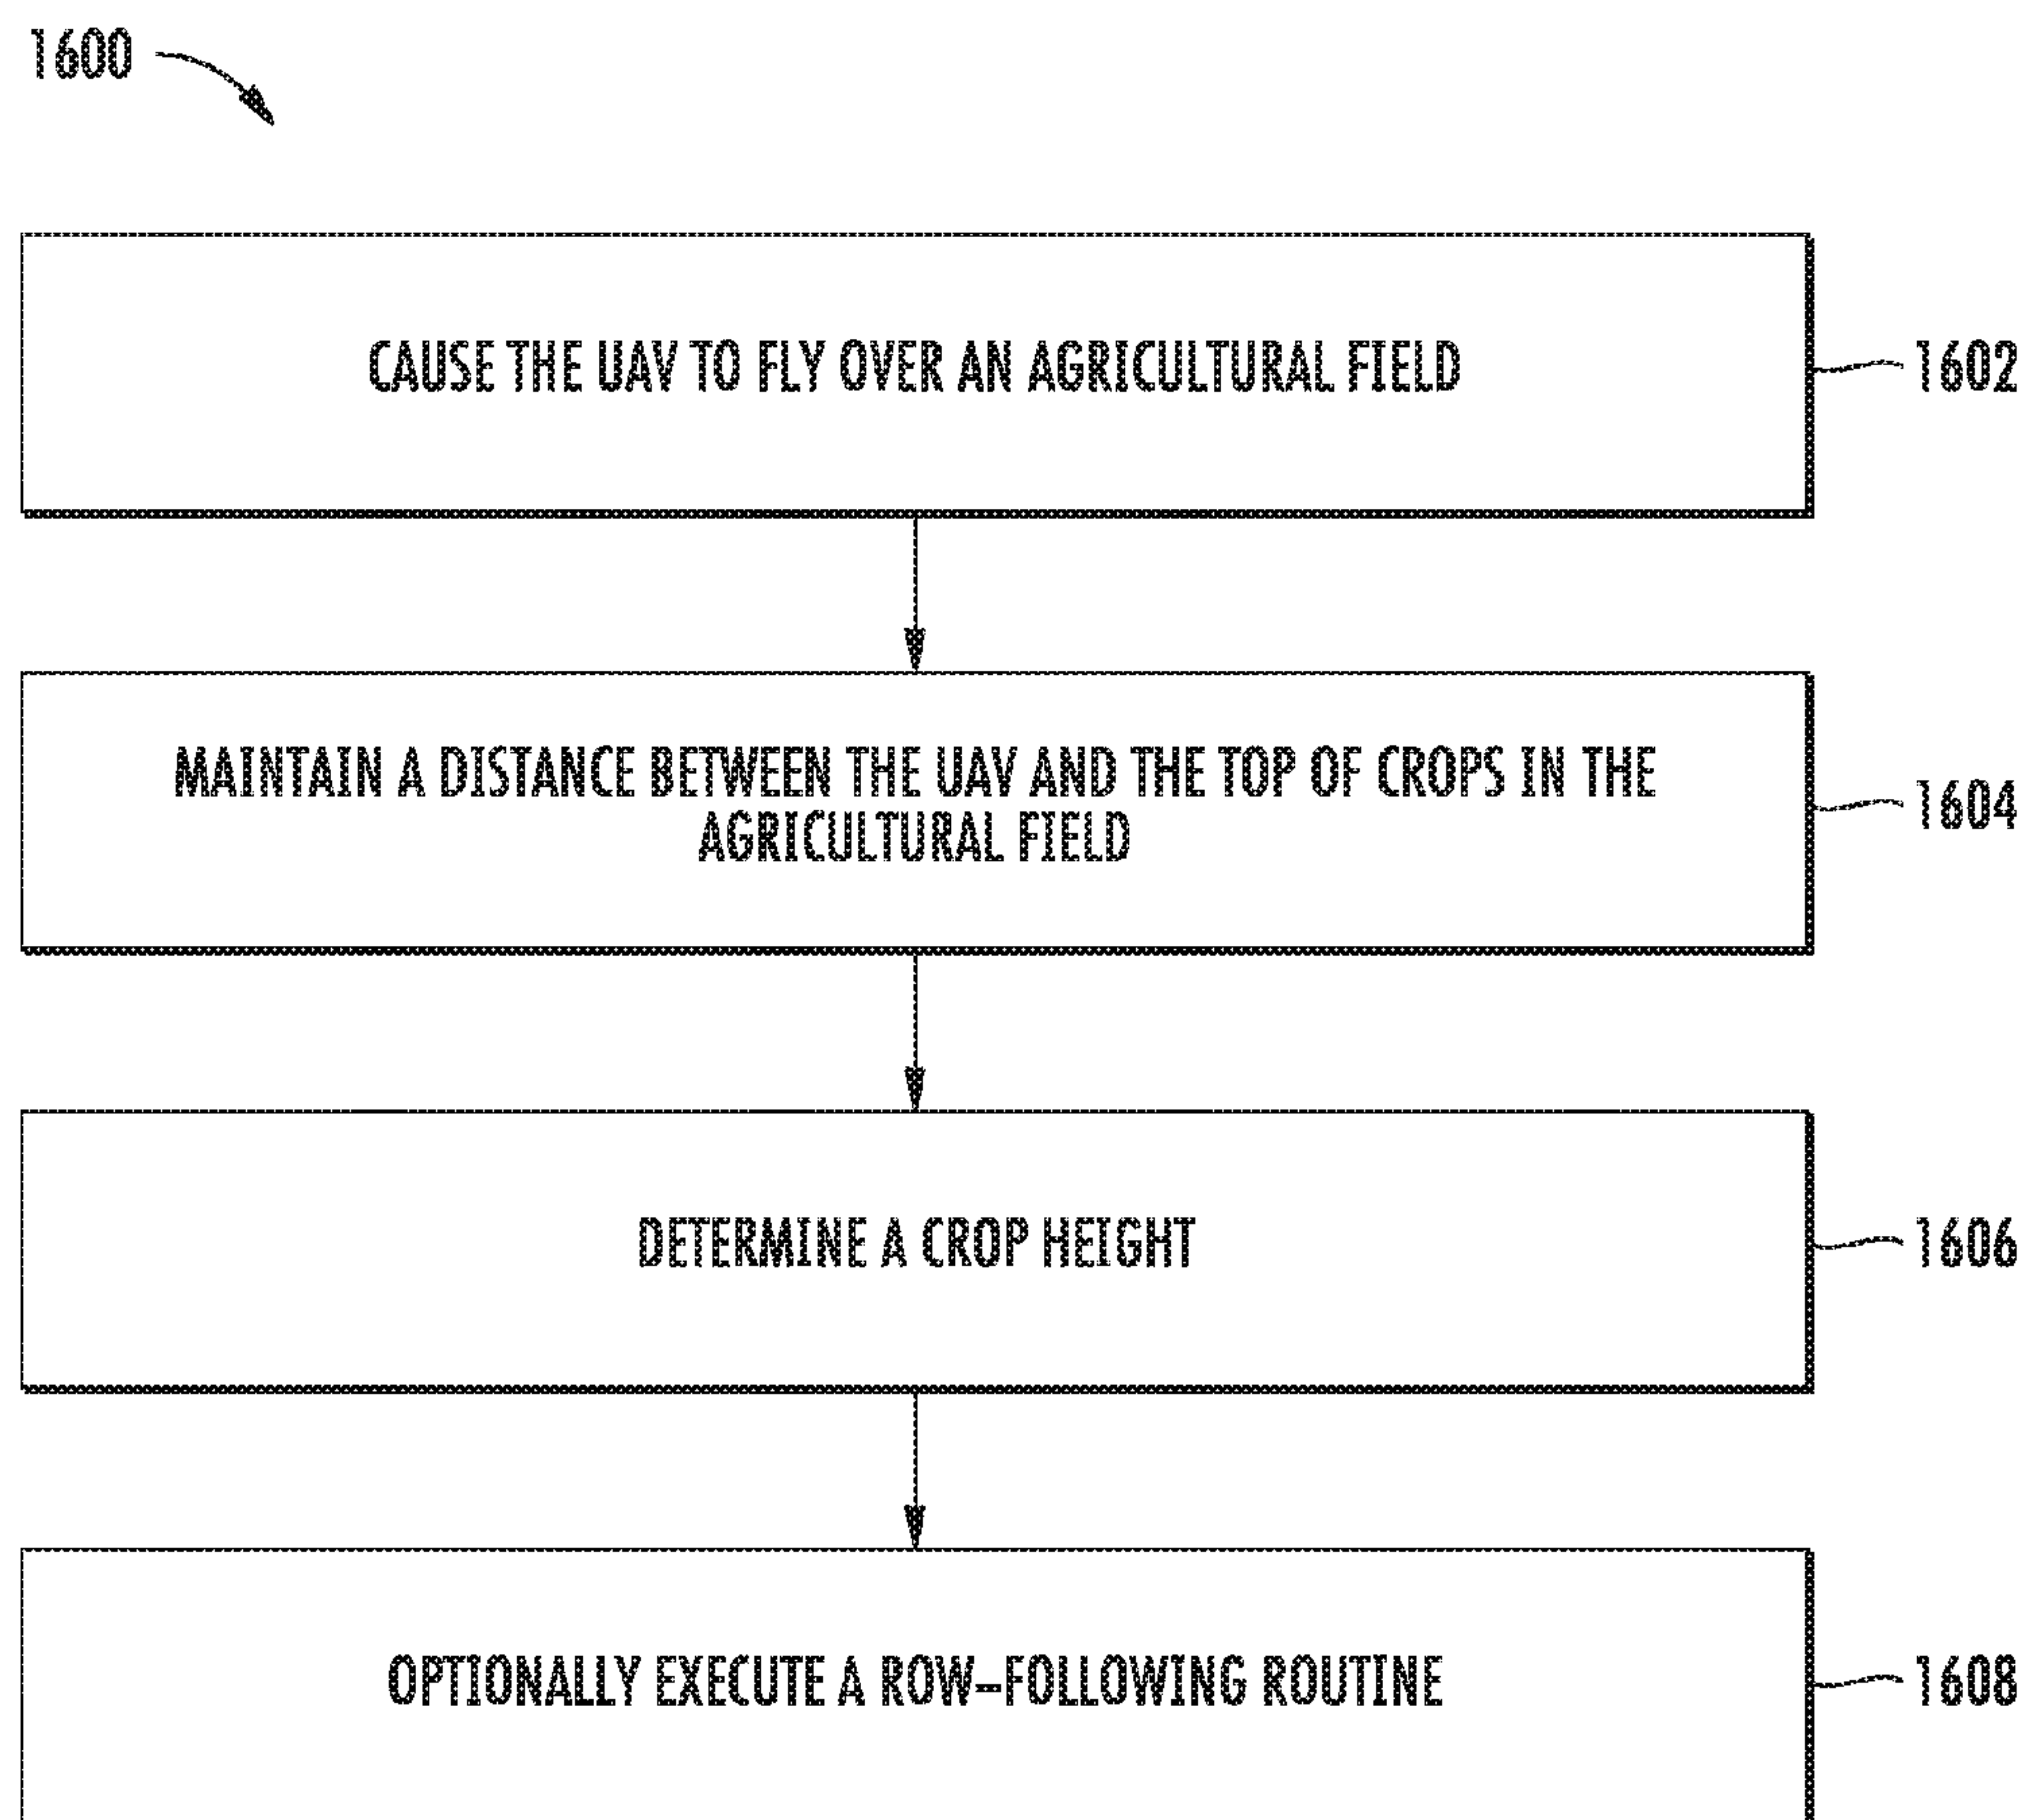 1600
CAUSE THE UAV TO FLY OVER AN AGRICULTURAL FIELD
1602
MAINTAIN A DISTANCE BETWEEN THE UAV AND THE TOP OF CROPS IN THE
AGRICULTURAL FIELD
1604
DETERMINE A CROP HEIGHT
1606
OPTIONALLY EXECUTE A ROW-FOLLOWING ROUTINE
1608